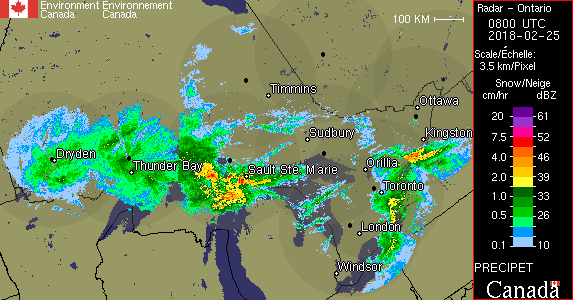 Environment Environnement
Canada Canada
100 KM
Timmins
Ottawa
Sudbury
Kingston
Dryden
Thunder Bay
Sault Ste. Marie
Orillia
Toronto
London
Windsor
Radar - Ontario
0800 UTC
2018-02-25
Scale/Échelle:
3.5 km/Pixel
Snow/Neige
cm/hr dBZ
20 61
7.5 52
4.0 46
2.0 39
1.0 33
0.5 26
0.1 10
PRECIPET
Canada